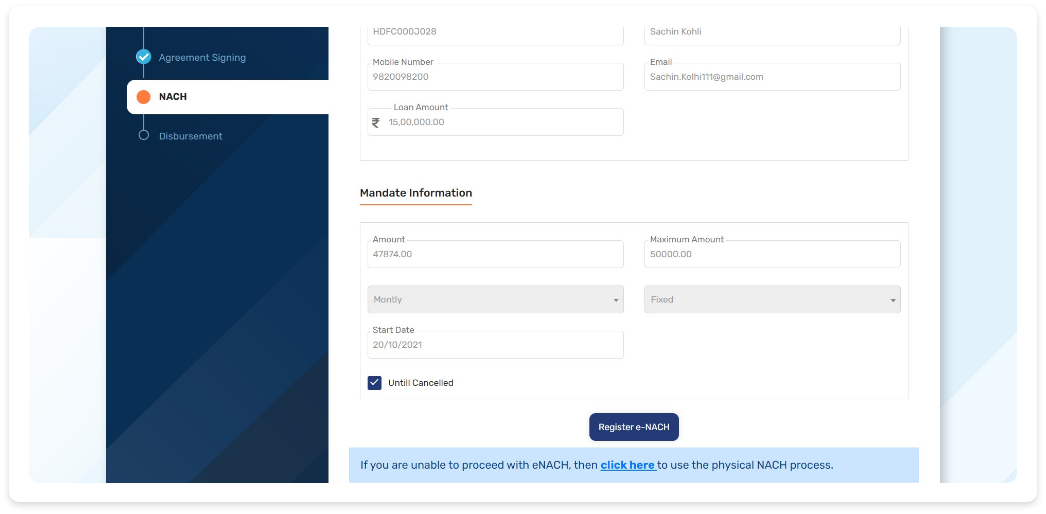 Agreement Signing
NACH
Disbursement
HDFC000J028
Sachin Kohli
Mobile Number
9820098200
Email
Sachin.Kolhi111@gmail.com
Loan Amount
₹ 15,00,000.00
Mandate Information
Amount
47874.00
Maximum Amount
50000.00
Montly
Fixed
Start Date
20/10/2021
Untill Cancelled
Register e-NACH
If you are unable to proceed with eNACH, then click here to use the physical NACH process.